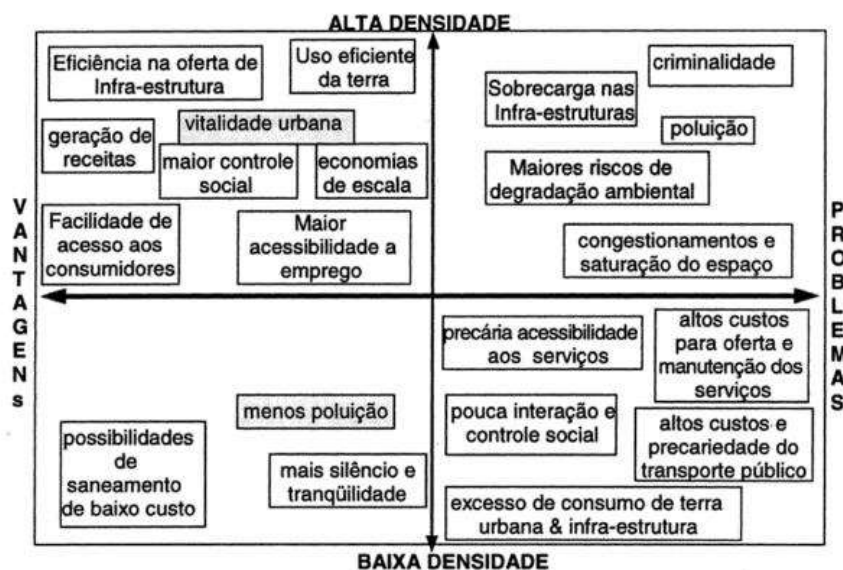 ALTA DENSIDADE
Eficiência na oferta de
Infra-estrutura
Uso eficiente
da terra
vitalidade urbana
geração de
receitas
maior controle
social
economias
de escala
Facilidade de
acesso aos
consumidores
Maior
acessibilidade a
emprego
criminalidade
Sobrecarga nas
Infra-estruturas
poluição
Maiores riscos de
degradação ambiental
congestionamentos e
saturação do espaço
VANTAGENs
PROBLEMAS
menos poluição
possibilidades
de
saneamento
de baixo custo
mais silêncio e
tranqüilidade
precária acessibilidade
aos serviços
altos custos
para oferta e
manutenção dos
serviços
pouca interação e
controle social
altos custos e
precariedade do
transporte público
excesso de consumo de terra
urbana & infra-estrutura
BAIXA DENSIDADE